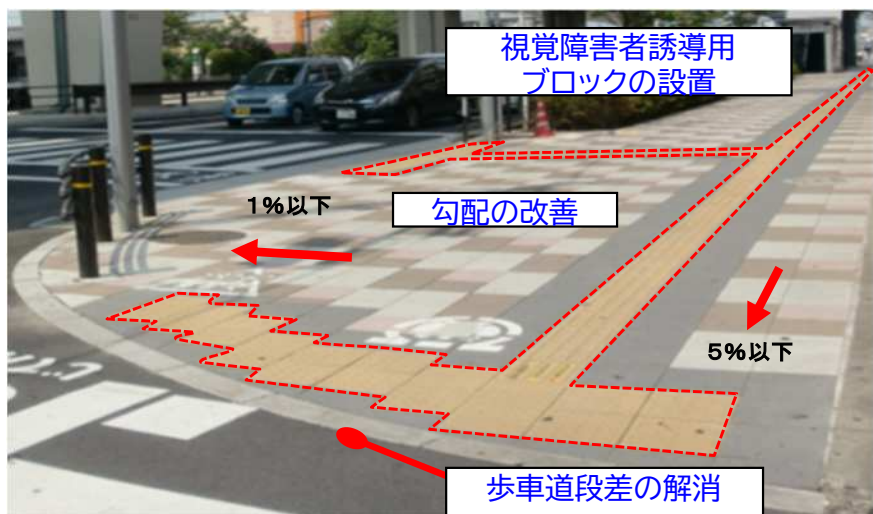 視覚障害者誘導用
ブロックの設置
1%以下
勾配の改善
5%以下
歩車道段差の解消